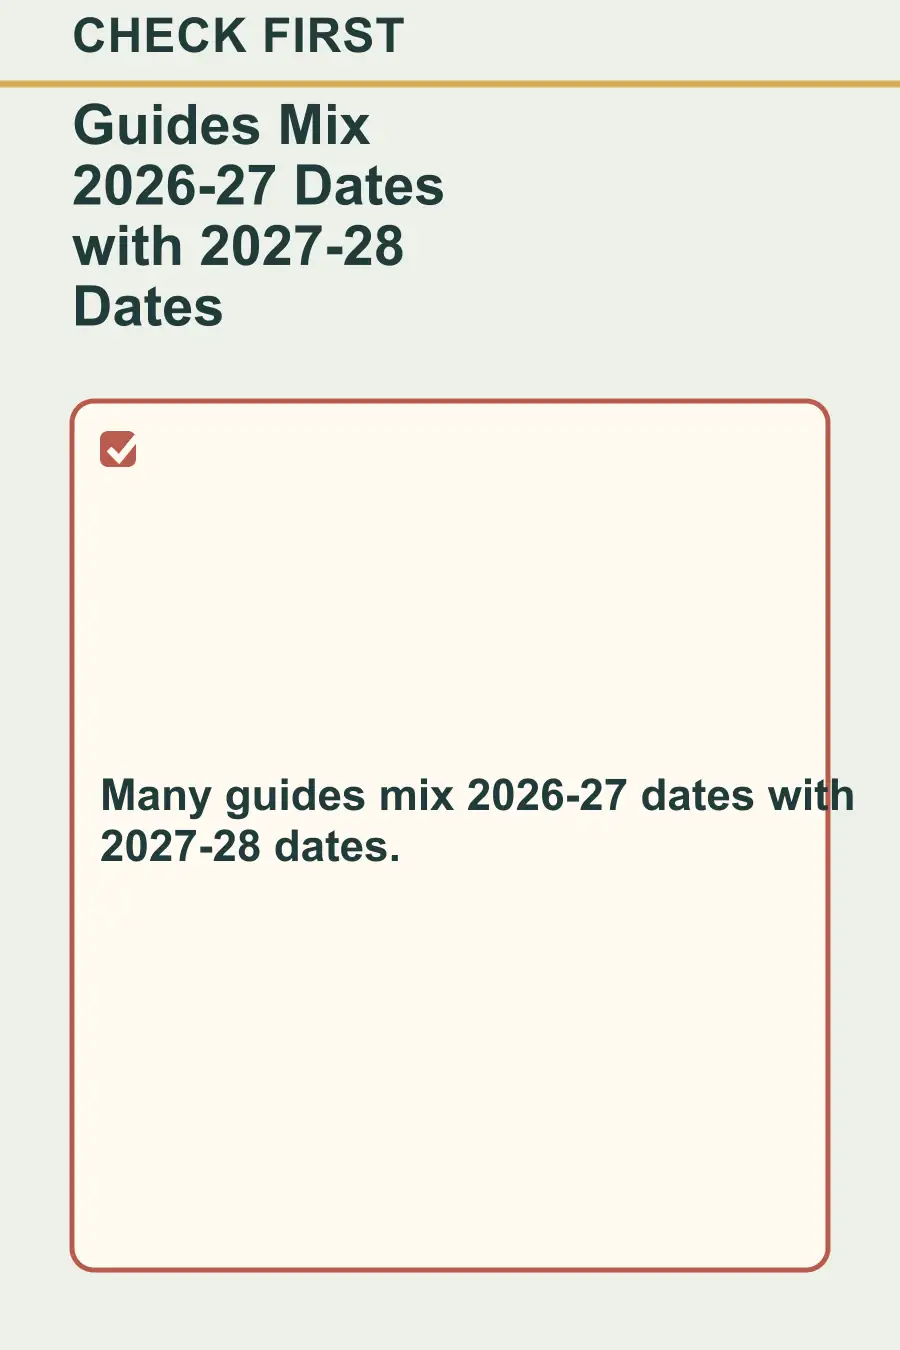 CHECK FIRST
Guides Mix
2026-27 Dates
with 2027-28
Dates
Many guides mix 2026-27 dates with
2027-28 dates.